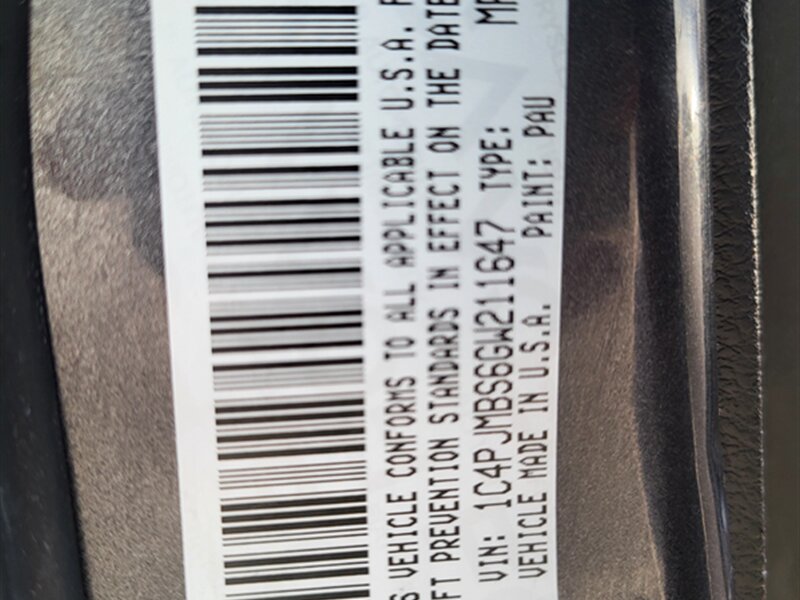 S VEHICLE CONFORMS TO ALL APPLICABLE U.S.A.
FT PREVENTION STANDARDS IN EFFECT ON THE DATE
VIN: 1C4PJMBS6GW211647 TYPE:
VEHICLE MADE IN U.S.A. PAINT: PAU